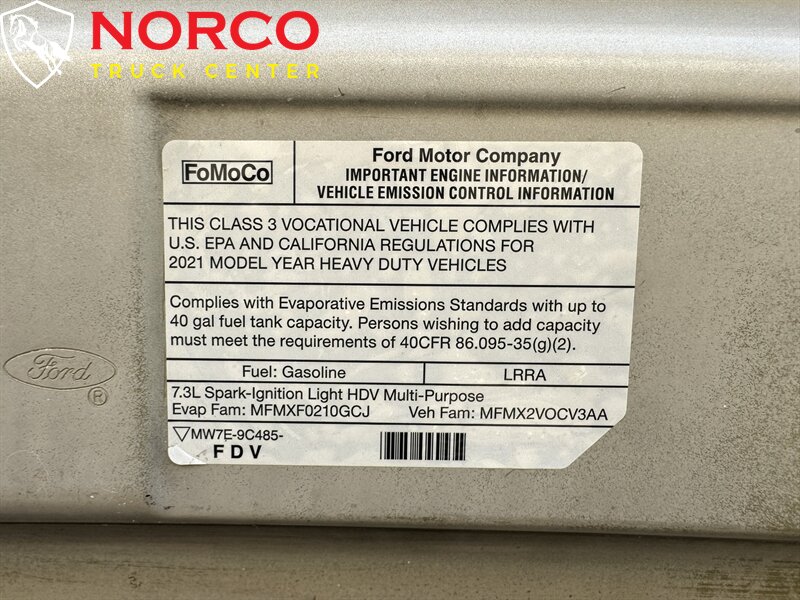 NORCO
TRUCK CENTER
FoMoCo
Ford Motor Company
IMPORTANT ENGINE INFORMATION/
VEHICLE EMISSION CONTROL INFORMATION
THIS CLASS 3 VOCATIONAL VEHICLE COMPLIES WITH
U.S. EPA AND CALIFORNIA REGULATIONS FOR
2021 MODEL YEAR HEAVY DUTY VEHICLES
Complies with Evaporative Emissions Standards with up to
40 gal fuel tank capacity. Persons wishing to add capacity
must meet the requirements of 40CFR 86.095-35(g)(2).
Fuel: Gasoline LRRA
7.3L Spark-Ignition Light HDV Multi-Purpose
Evap Fam: MFMXF0210GCJ Veh Fam: MFMX2VOCV3AA
MW7E-9C485-
FDV
Ford ®